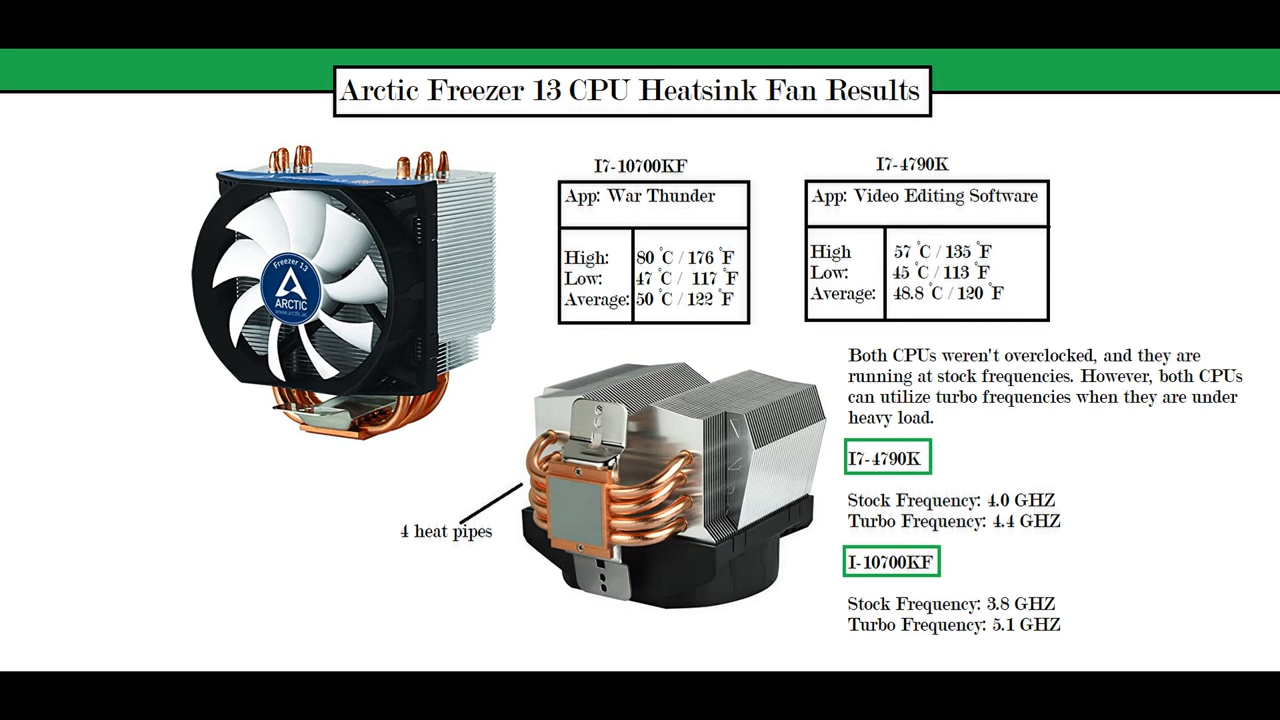 Arctic Freezer 13 CPU Heatsink Fan Results
Freezer 13
ARCTIC
www.arctic.ac
I7-10700KF
App: War Thunder
High: 80 °C / 176 °F
Low: 47 °C / 117 °F
Average: 50 °C / 122 °F
I7-4790K
App: Video Editing Software
High 57 °C / 135 °F
Low: 45 °C / 113 °F
Average: 48.8 °C / 120 °F
4 heat pipes
Both CPUs weren't overclocked, and they are
running at stock frequencies. However, both CPUs
can utilize turbo frequencies when they are under
heavy load.
I7-4790K
Stock Frequency: 4.0 GHZ
Turbo Frequency: 4.4 GHZ
I-10700KF
Stock Frequency: 3.8 GHZ
Turbo Frequency: 5.1 GHZ